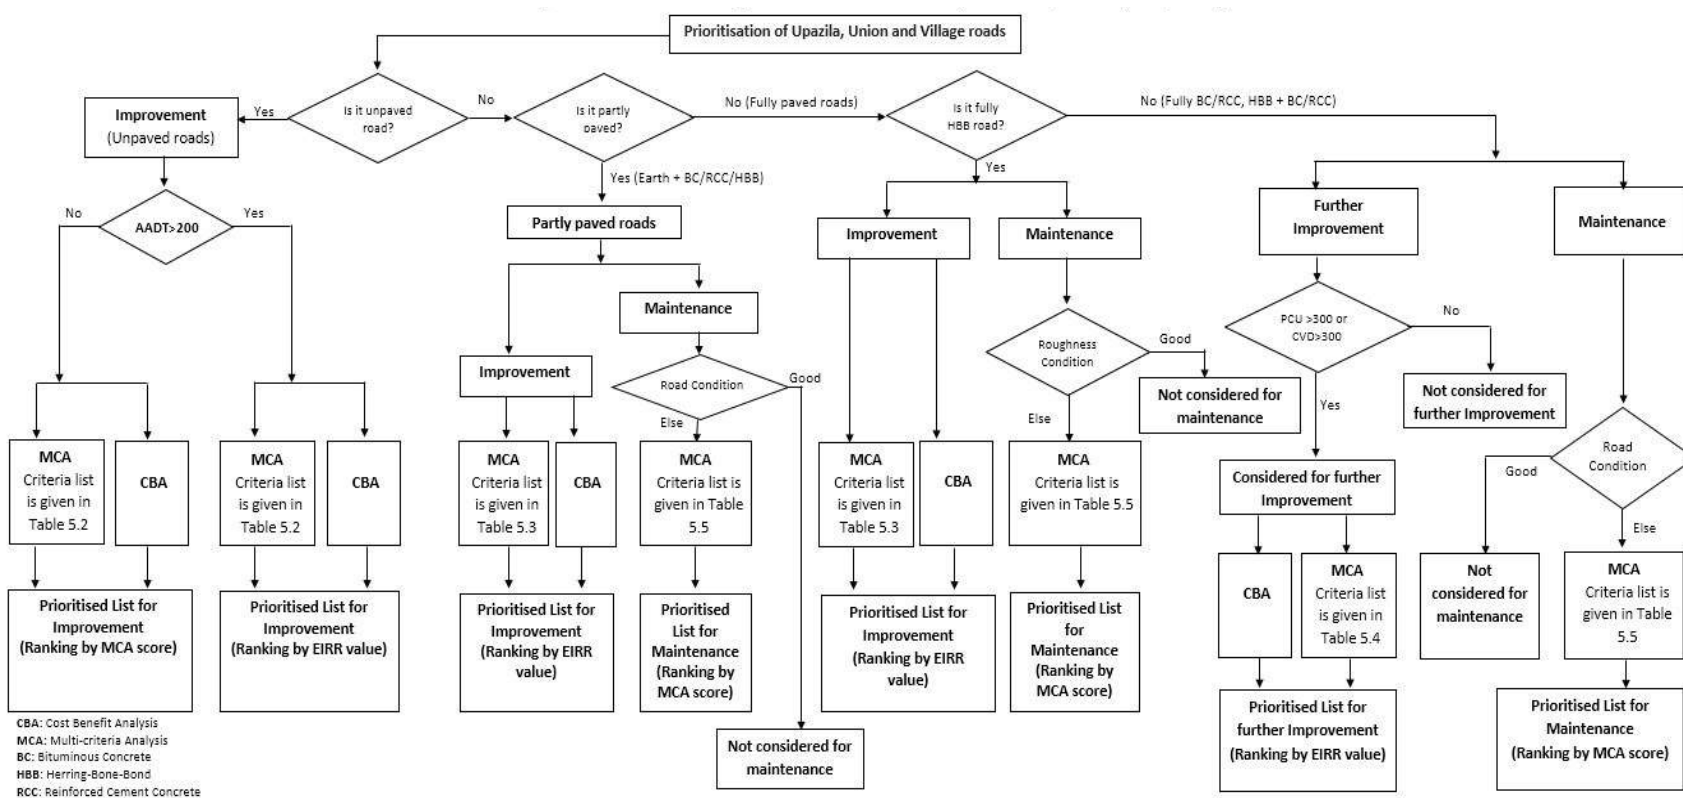 Prioritisation of Upazila, Union and Village roads
Is it unpaved
road?
Yes
No
Improvement
(Unpaved roads)
AADT>200
No
Yes
MCA
Criteria list
is given in
Table 5.2
CBA
Prioritised List for
Improvement
(Ranking by MCA score)
MCA
Criteria list
is given in
Table 5.2
CBA
Prioritised List for
Improvement
(Ranking by EIRR value)
Is it partly
paved?
No (Fully paved roads)
Yes (Earth + BC/RCC/HBB)
Partly paved roads
Improvement
MCA
Criteria list
is given in
Table 5.3
CBA
Prioritised List for
Improvement
(Ranking by EIRR
value)
Maintenance
Road Condition
Good
Else
MCA
Criteria list is
given in Table
5.5
Prioritised
List for
Maintenance
(Ranking by
MCA score)
Not considered for
maintenance
Is it fully
HBB road?
Yes
No (Fully BC/RCC, HBB + BC/RCC)
Improvement
MCA
Criteria list
is given in
Table 5.3
CBA
Prioritised List for
Improvement
(Ranking by EIRR
value)
Maintenance
Roughness
Condition
Good
Not considered for
maintenance
Else
MCA
Criteria list is
given in Table 5.5
Prioritised List
for
Maintenance
(Ranking by
MCA score)
Further
Improvement
PCU >300 or
CVD>300
No
Not considered for
further Improvement
Yes
Considered for further
Improvement
CBA
MCA
Criteria list
is given in
Table 5.4
Prioritised List for
further Improvement
(Ranking by EIRR value)
Maintenance
Road
Condition
Good
Not
considered for
maintenance
Else
MCA
Criteria list is
given in Table
5.5
Prioritised List for
Maintenance
(Ranking by MCA score)
CBA: Cost Benefit Analysis
MCA: Multi-criteria Analysis
BC: Bituminous Concrete
HBB: Herring-Bone-Bond
RCC: Reinforced Cement Concrete